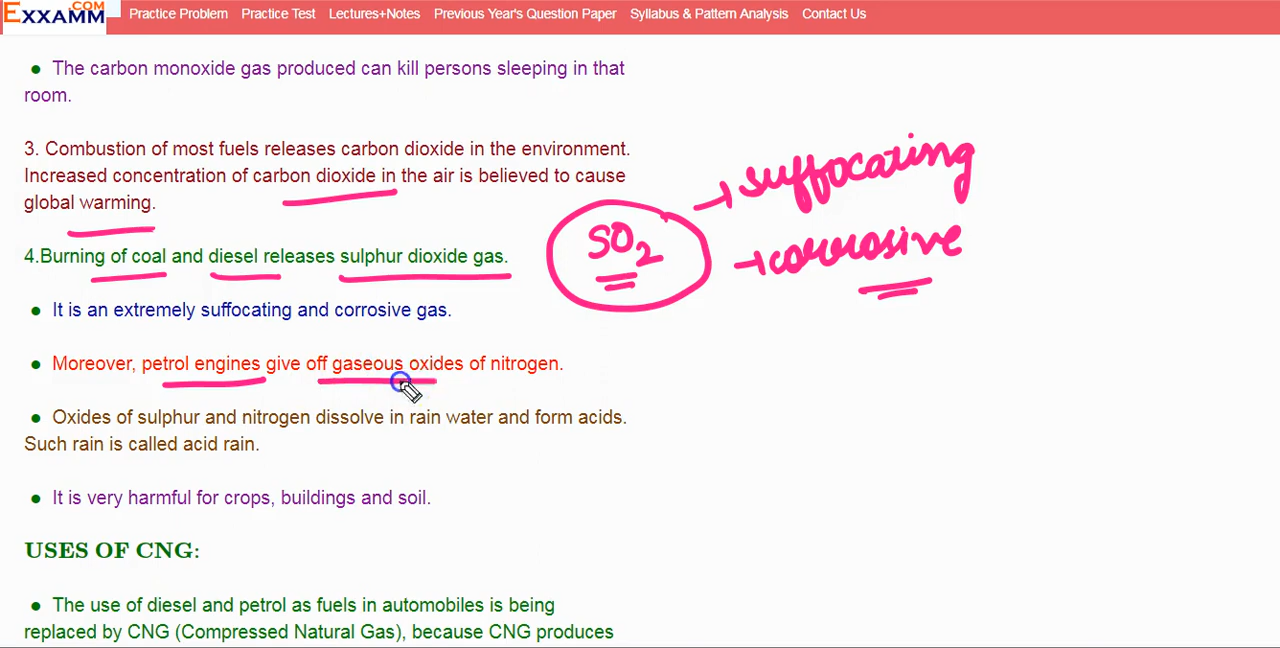 EXXAMM .COM
Practice Problem Practice Test Lectures+Notes Previous Year's Question Paper Syllabus & Pattern Analysis Contact Us
● The carbon monoxide gas produced can kill persons sleeping in that
room.
3. Combustion of most fuels releases carbon dioxide in the environment.
Increased concentration of carbon dioxide in the air is believed to cause
global warming.
→ suffocating
SO2
→ corrosive
4.Burning of coal and diesel releases sulphur dioxide gas.
● It is an extremely suffocating and corrosive gas.
● Moreover, petrol engines give off gaseous oxides of nitrogen.
● Oxides of sulphur and nitrogen dissolve in rain water and form acids.
Such rain is called acid rain.
● It is very harmful for crops, buildings and soil.
USES OF CNG:
● The use of diesel and petrol as fuels in automobiles is being
replaced by CNG (Compressed Natural Gas), because CNG produces